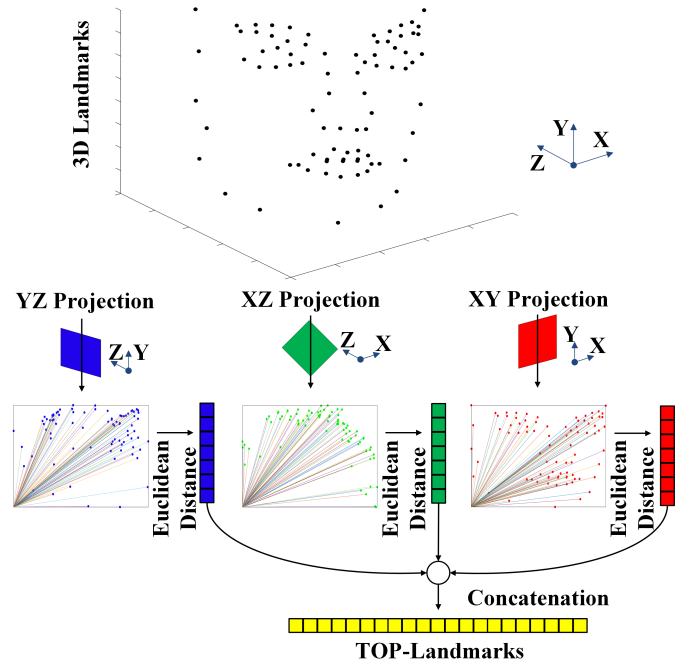 3D Landmarks
Y
X
Z
YZ Projection
XZ Projection
XY Projection
Z
Y
Z
X
Y
X
Euclidean
Distance
Euclidean
Distance
Euclidean
Distance
Concatenation
TOP-Landmarks